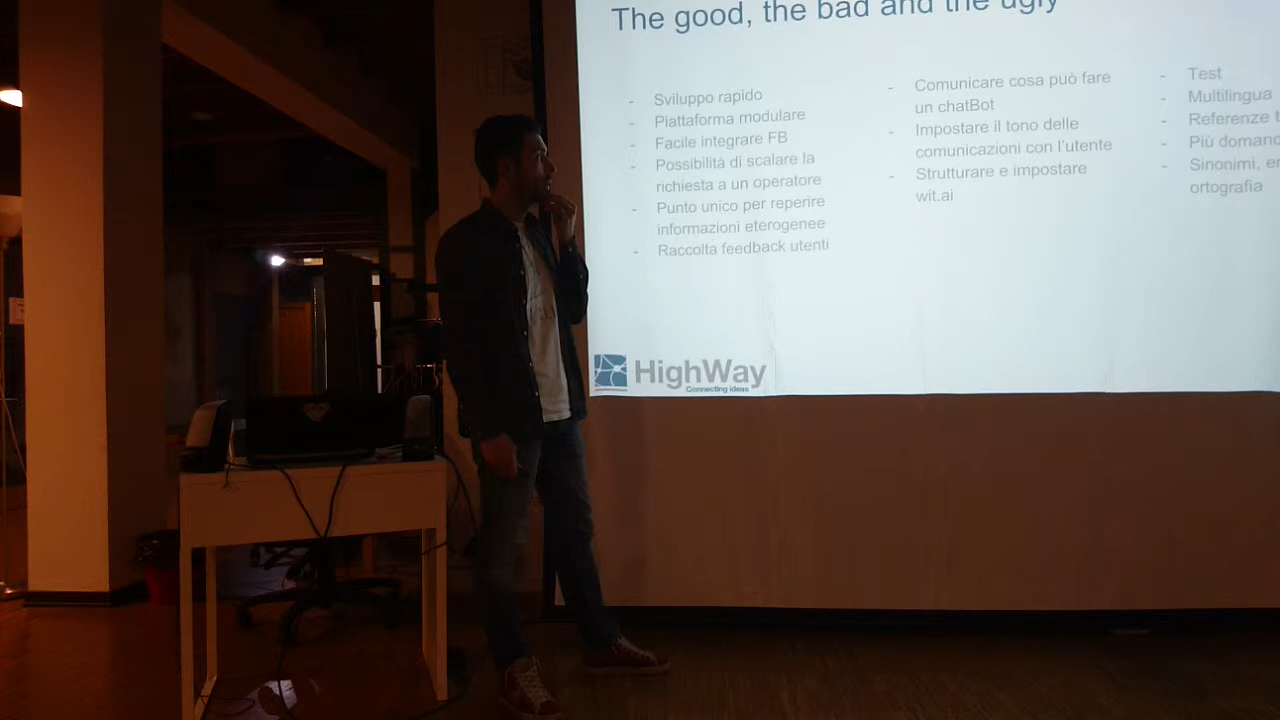 The good, the bad and the ugly
- Sviluppo rapido
- Piattaforma modulare
- Facile integrare FB
- Possibilità di scalare la
richiesta a un operatore
- Punto unico per reperire
informazioni eterogenee
- Raccolta feedback utenti
- Comunicare cosa può fare
un chatBot
- Impostare il tono delle
comunicazioni con l'utente
- Strutturare e impostare
wit.ai
- Test
- Multilingua
- Referenze
- Più
- Sinonimi,
ortografia
HighWay
Connecting ideas